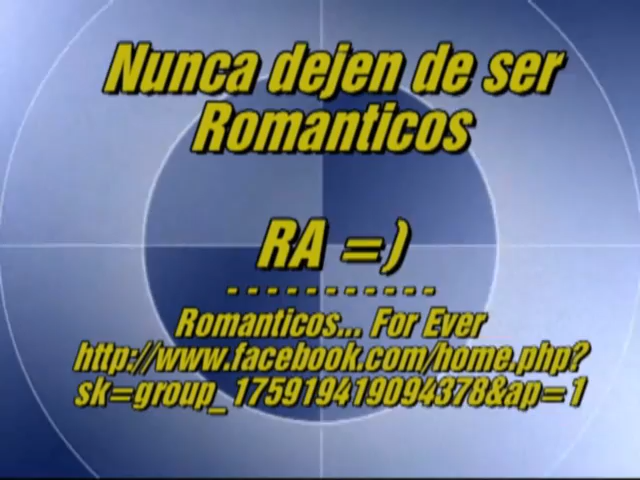 Nunca dejen de ser
Romanticos
RA =)
- - - - - - - - - - -
Romanticos... For Ever
http://www.facebook.com/home.php?
sk=group_175919419094378&ap=1